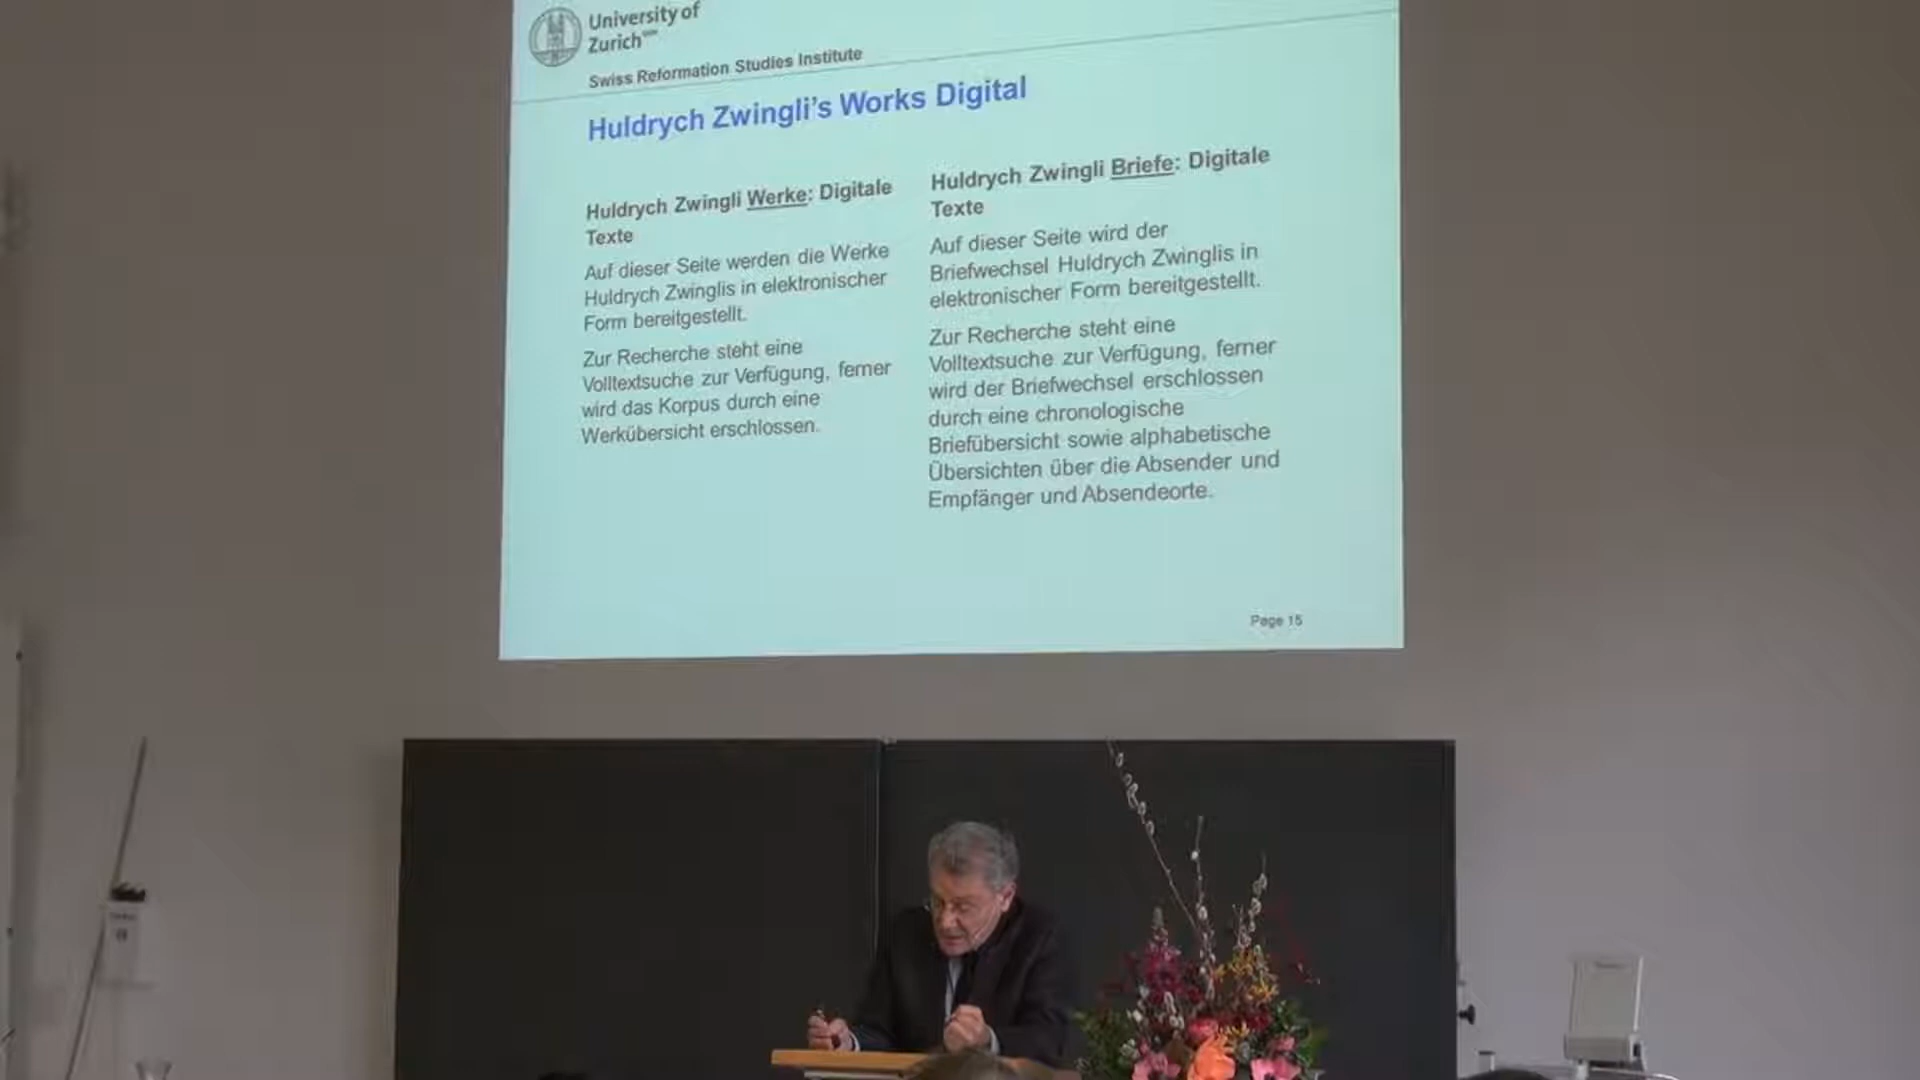 University of
Zurich
Swiss Reformation Studies Institute
Huldrych Zwingli's Works Digital
Huldrych Zwingli Werke: Digitale
Texte
Auf dieser Seite werden die Werke
Huldrych Zwinglis in elektronischer
Form bereitgestellt.
Zur Recherche steht eine
Volltextsuche zur Verfügung, ferner
wird das Korpus durch eine
Werkübersicht erschlossen.
Huldrych Zwingli Briefe: Digitale
Texte
Auf dieser Seite wird der
Briefwechsel Huldrych Zwinglis in
elektronischer Form bereitgestellt.
Zur Recherche steht eine
Volltextsuche zur Verfügung, ferner
wird der Briefwechsel erschlossen
durch eine chronologische
Briefübersicht sowie alphabetische
Übersichten über die Absender und
Empfänger und Absendeorte.
Page 15